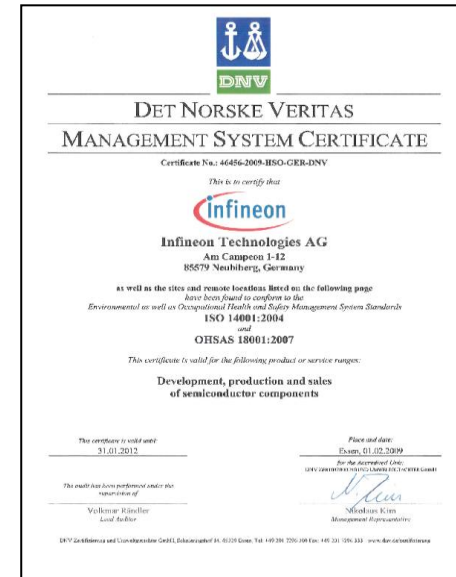 DNV
DET NORSKE VERITAS
MANAGEMENT SYSTEM CERTIFICATE
Certificate No.: 46456-2009-HSO-GER-DNV
This is to certify that
infineon
Infineon Technologies AG
Am Campeon 1-12
85579 Neubiberg, Germany
as well as the sites and remote locations listed on the following page
have been found to conform to the
Environmental as well as Occupational Health and Safety Management System Standards
ISO 14001:2004
and
OHSAS 18001:2007
This certificate is valid for the following product or service ranges:
Development, production and sales
of semiconductor components
This certificate is valid until:
31.01.2012
Place and date:
Essen, 01.02.2009
for the Accredited Unit:
The audit has been performed under the
supervision of
Volkmar Rändler
Lead Auditor
Nikolaus Kim
Management Representative